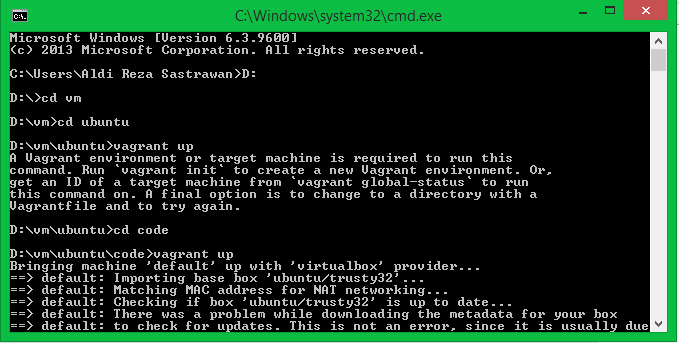 C:\Windows\system32\cmd.exe
Microsoft Windows [Version 6.3.9600]
(c) 2013 Microsoft Corporation. All rights reserved.
C:\Users\Aldi Reza Sastrawan>D:
D:\>cd vm
D:\vm>cd ubuntu
D:\vm\ubuntu>vagrant up
A Vagrant environment or target machine is required to run this
command. Run `vagrant init` to create a new Vagrant environment. Or,
get an ID of a target machine from `vagrant global-status` to run
this command on. A final option is to change to a directory with a
Vagrantfile and to try again.
D:\vm\ubuntu>cd code
D:\vm\ubuntu\code>vagrant up
Bringing machine 'default' up with 'virtualbox' provider...
==> default: Importing base box 'ubuntu/trusty32'...
==> default: Matching MAC address for NAT networking...
==> default: Checking if box 'ubuntu/trusty32' is up to date...
==> default: There was a problem while downloading the metadata for your box
==> default: to check for updates. This is not an error, since it is usually due